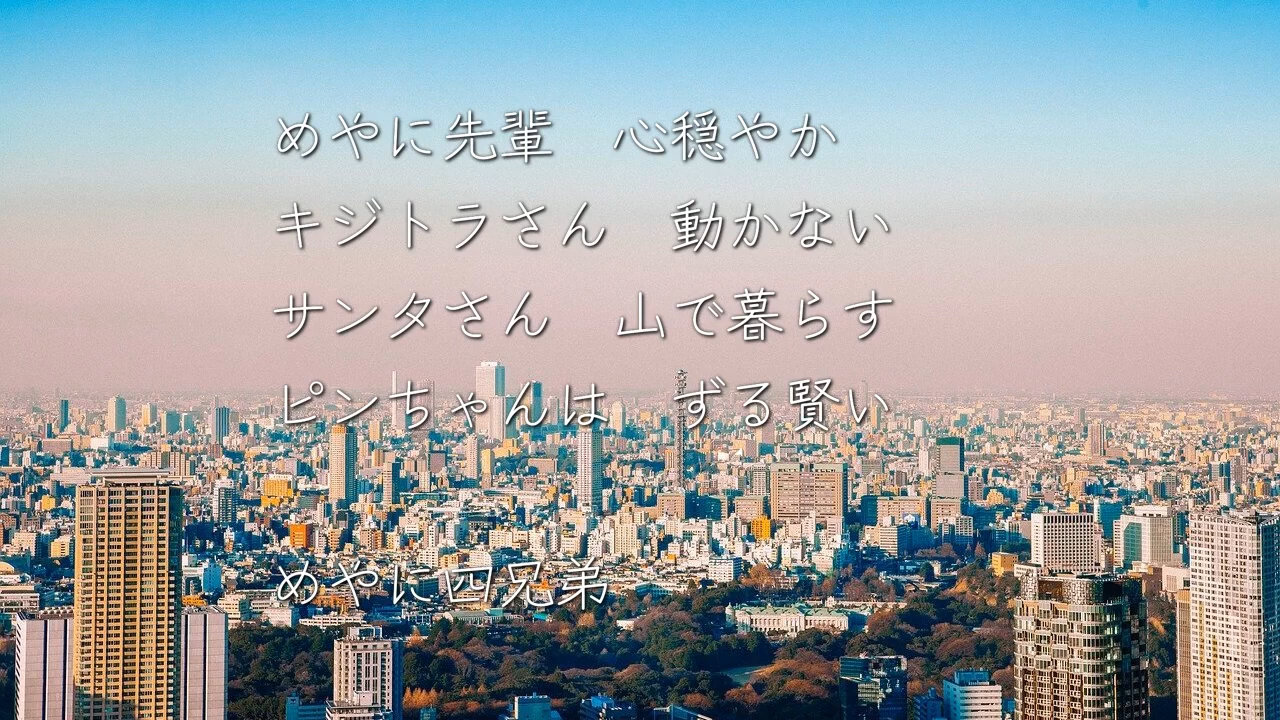 めやに先輩　心穏やか
キジトラさん　動かない
サンタさん　山で暮らす
ピンちゃんは　ずる賢い
めやに四兄弟